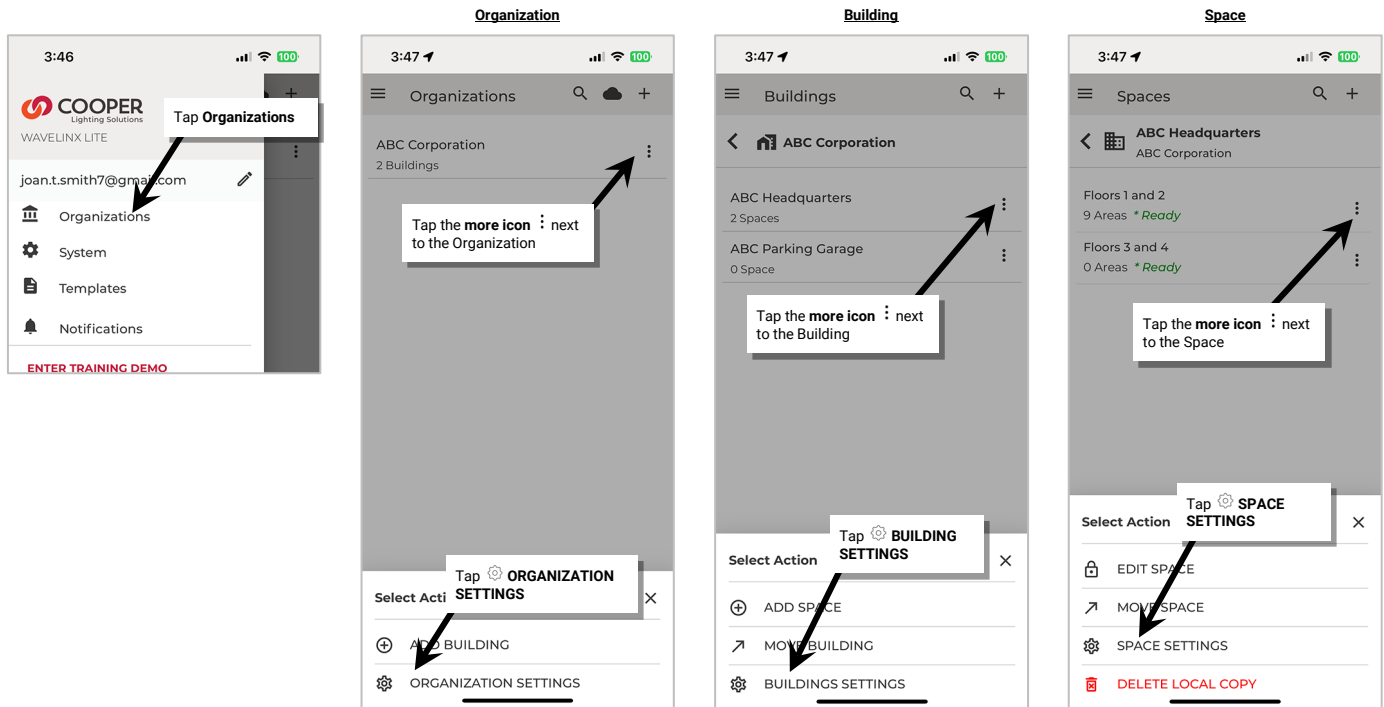 Organization
Building
Space
3:46
100
COOPER
Lighting Solutions
WAVELINX LITE
Tap Organizations
joan.t.smith7@gmail.com
Organizations
System
Templates
Notifications
ENTER TRAINING DEMO
3:47
100
Organizations
ABC Corporation
2 Buildings
Tap the more icon ⋮ next
to the Organization
Tap ORGANIZATION
SETTINGS
Select Acti
ADD BUILDING
ORGANIZATION SETTINGS
3:47
100
Buildings
ABC Corporation
ABC Headquarters
2 Spaces
ABC Parking Garage
0 Space
Tap the more icon ⋮ next
to the Building
Tap BUILDING
SETTINGS
Select Action
ADD SPACE
MOVE BUILDING
BUILDINGS SETTINGS
3:47
100
Spaces
ABC Headquarters
ABC Corporation
Floors 1 and 2
9 Areas * Ready
Floors 3 and 4
0 Areas * Ready
Tap the more icon ⋮ next
to the Space
Tap SPACE
SETTINGS
Select Action
EDIT SPACE
MOVE SPACE
SPACE SETTINGS
DELETE LOCAL COPY